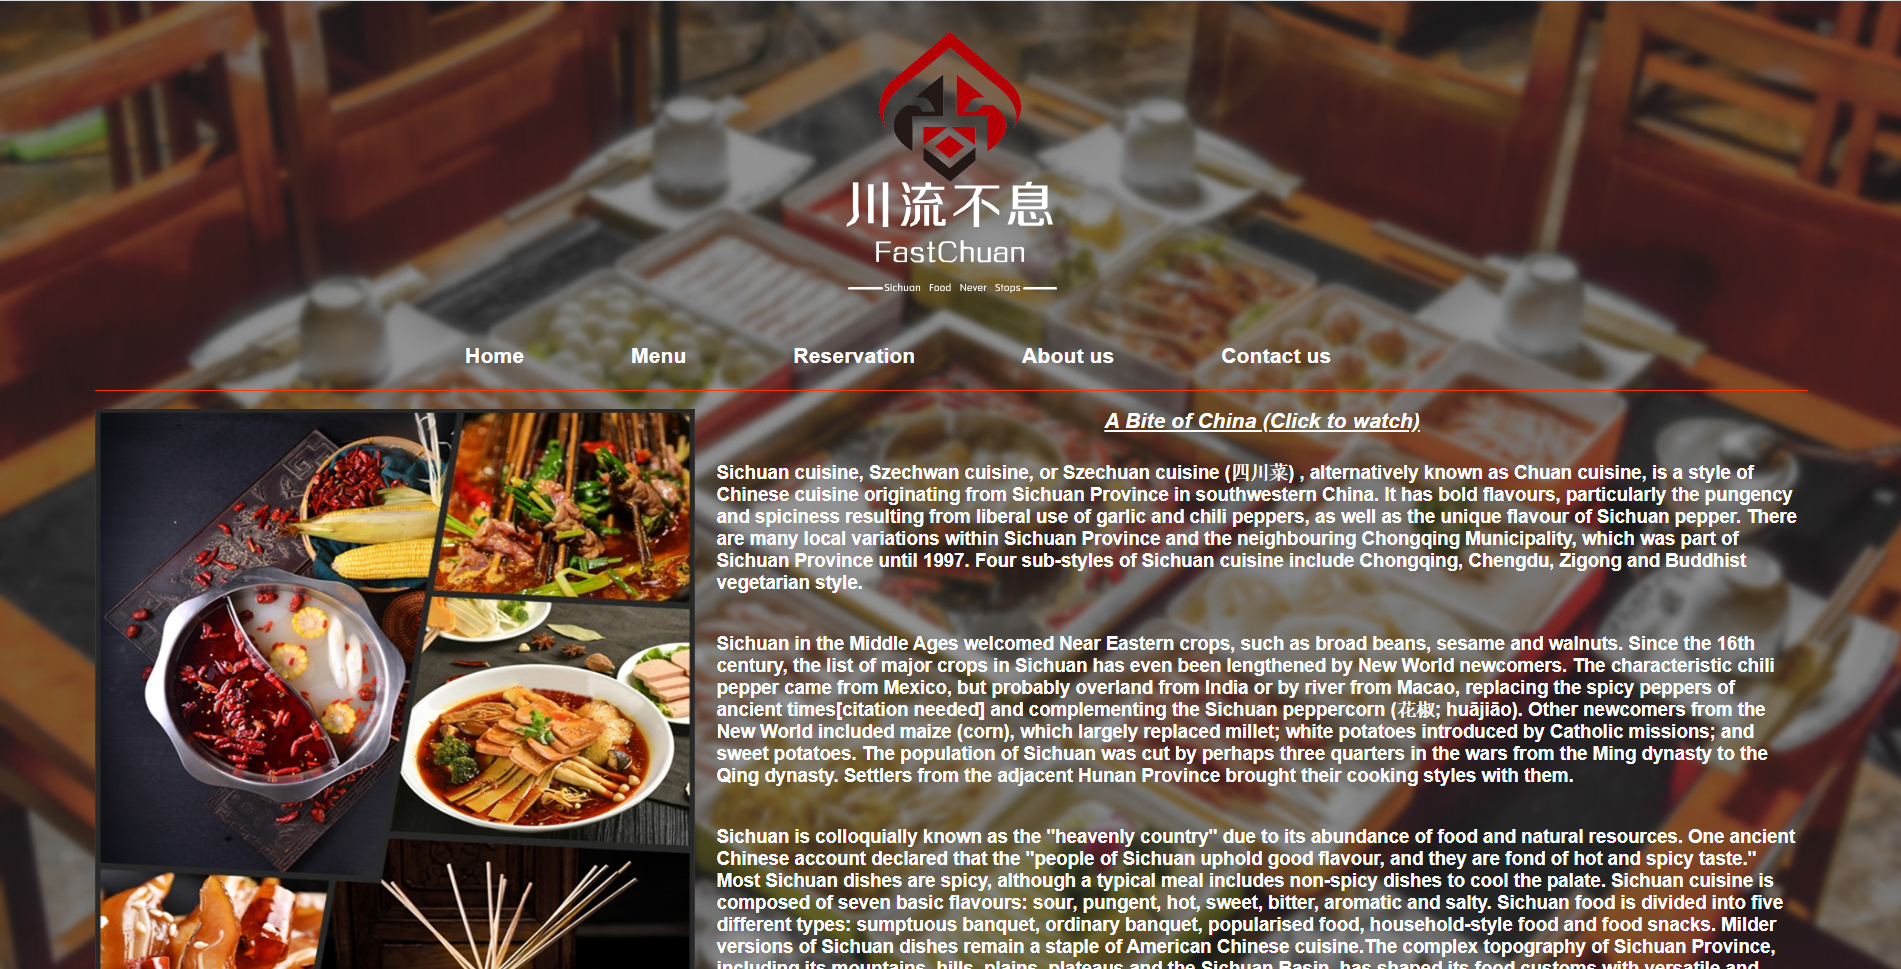 川流不息
FastChuan
Sichuan Food Never Stops
Home Menu Reservation About us Contact us
A Bite of China (Click to watch)
Sichuan cuisine, Szechwan cuisine, or Szechuan cuisine (四川菜) , alternatively known as Chuan cuisine, is a style of
Chinese cuisine originating from Sichuan Province in southwestern China. It has bold flavours, particularly the pungency
and spiciness resulting from liberal use of garlic and chili peppers, as well as the unique flavour of Sichuan pepper. There
are many local variations within Sichuan Province and the neighbouring Chongqing Municipality, which was part of
Sichuan Province until 1997. Four sub-styles of Sichuan cuisine include Chongqing, Chengdu, Zigong and Buddhist
vegetarian style.
Sichuan in the Middle Ages welcomed Near Eastern crops, such as broad beans, sesame and walnuts. Since the 16th
century, the list of major crops in Sichuan has even been lengthened by New World newcomers. The characteristic chili
pepper came from Mexico, but probably overland from India or by river from Macao, replacing the spicy peppers of
ancient times[citation needed] and complementing the Sichuan peppercorn (花椒; huājiāo). Other newcomers from the
New World included maize (corn), which largely replaced millet; white potatoes introduced by Catholic missions; and
sweet potatoes. The population of Sichuan was cut by perhaps three quarters in the wars from the Ming dynasty to the
Qing dynasty. Settlers from the adjacent Hunan Province brought their cooking styles with them.
Sichuan is colloquially known as the "heavenly country" due to its abundance of food and natural resources. One ancient
Chinese account declared that the "people of Sichuan uphold good flavour, and they are fond of hot and spicy taste."
Most Sichuan dishes are spicy, although a typical meal includes non-spicy dishes to cool the palate. Sichuan cuisine is
composed of seven basic flavours: sour, pungent, hot, sweet, bitter, aromatic and salty. Sichuan food is divided into five
different types: sumptuous banquet, ordinary banquet, popularised food, household-style food and food snacks. Milder
versions of Sichuan dishes remain a staple of American Chinese cuisine.The complex topography of Sichuan Province,
including its mountains, hills, plains, plateaus and the Sichuan Basin, has shaped its food customs with versatile and